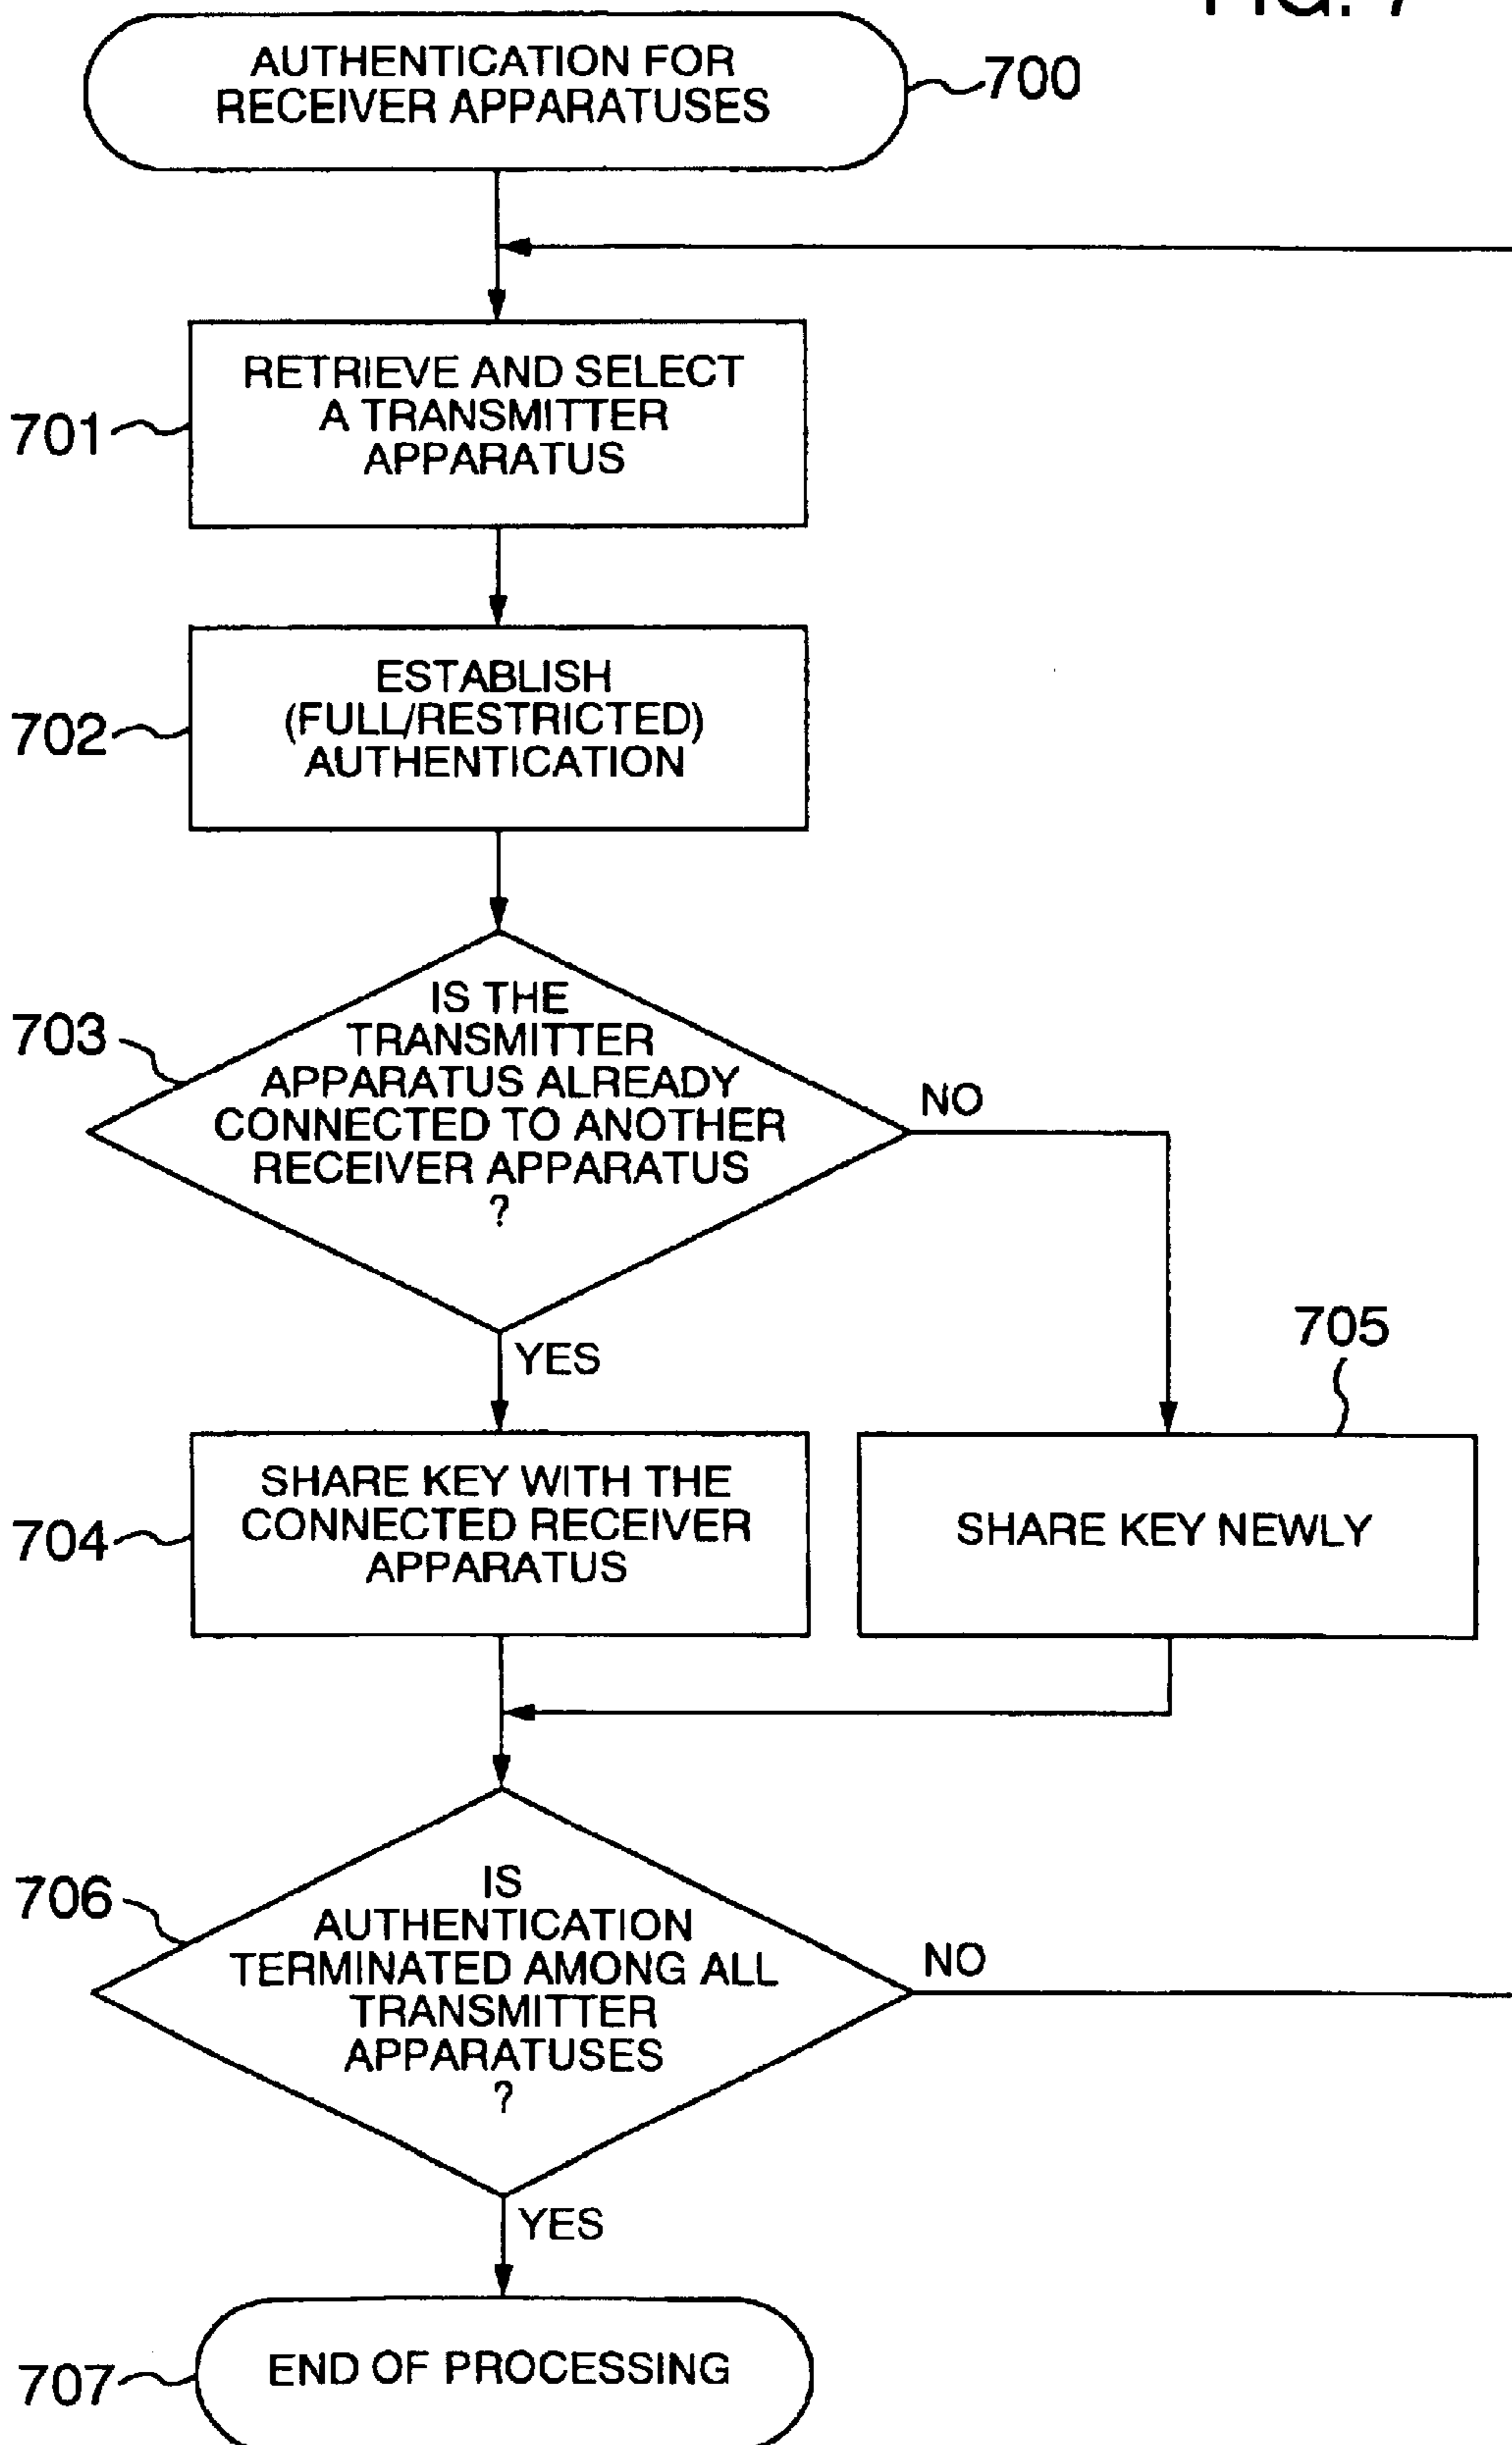 FIG. 7
AUTHENTICATION FOR
RECEIVER APPARATUSES
700
RETRIEVE AND SELECT
A TRANSMITTER
APPARATUS
701
ESTABLISH
(FULL/RESTRICTED)
AUTHENTICATION
702
IS THE
TRANSMITTER
APPARATUS ALREADY
CONNECTED TO ANOTHER
RECEIVER APPARATUS
?
703
NO
YES
705
SHARE KEY WITH THE
CONNECTED RECEIVER
APPARATUS
704
SHARE KEY NEWLY
IS
AUTHENTICATION
TERMINATED AMONG ALL
TRANSMITTER
APPARATUSES
?
706
NO
YES
END OF PROCESSING
707